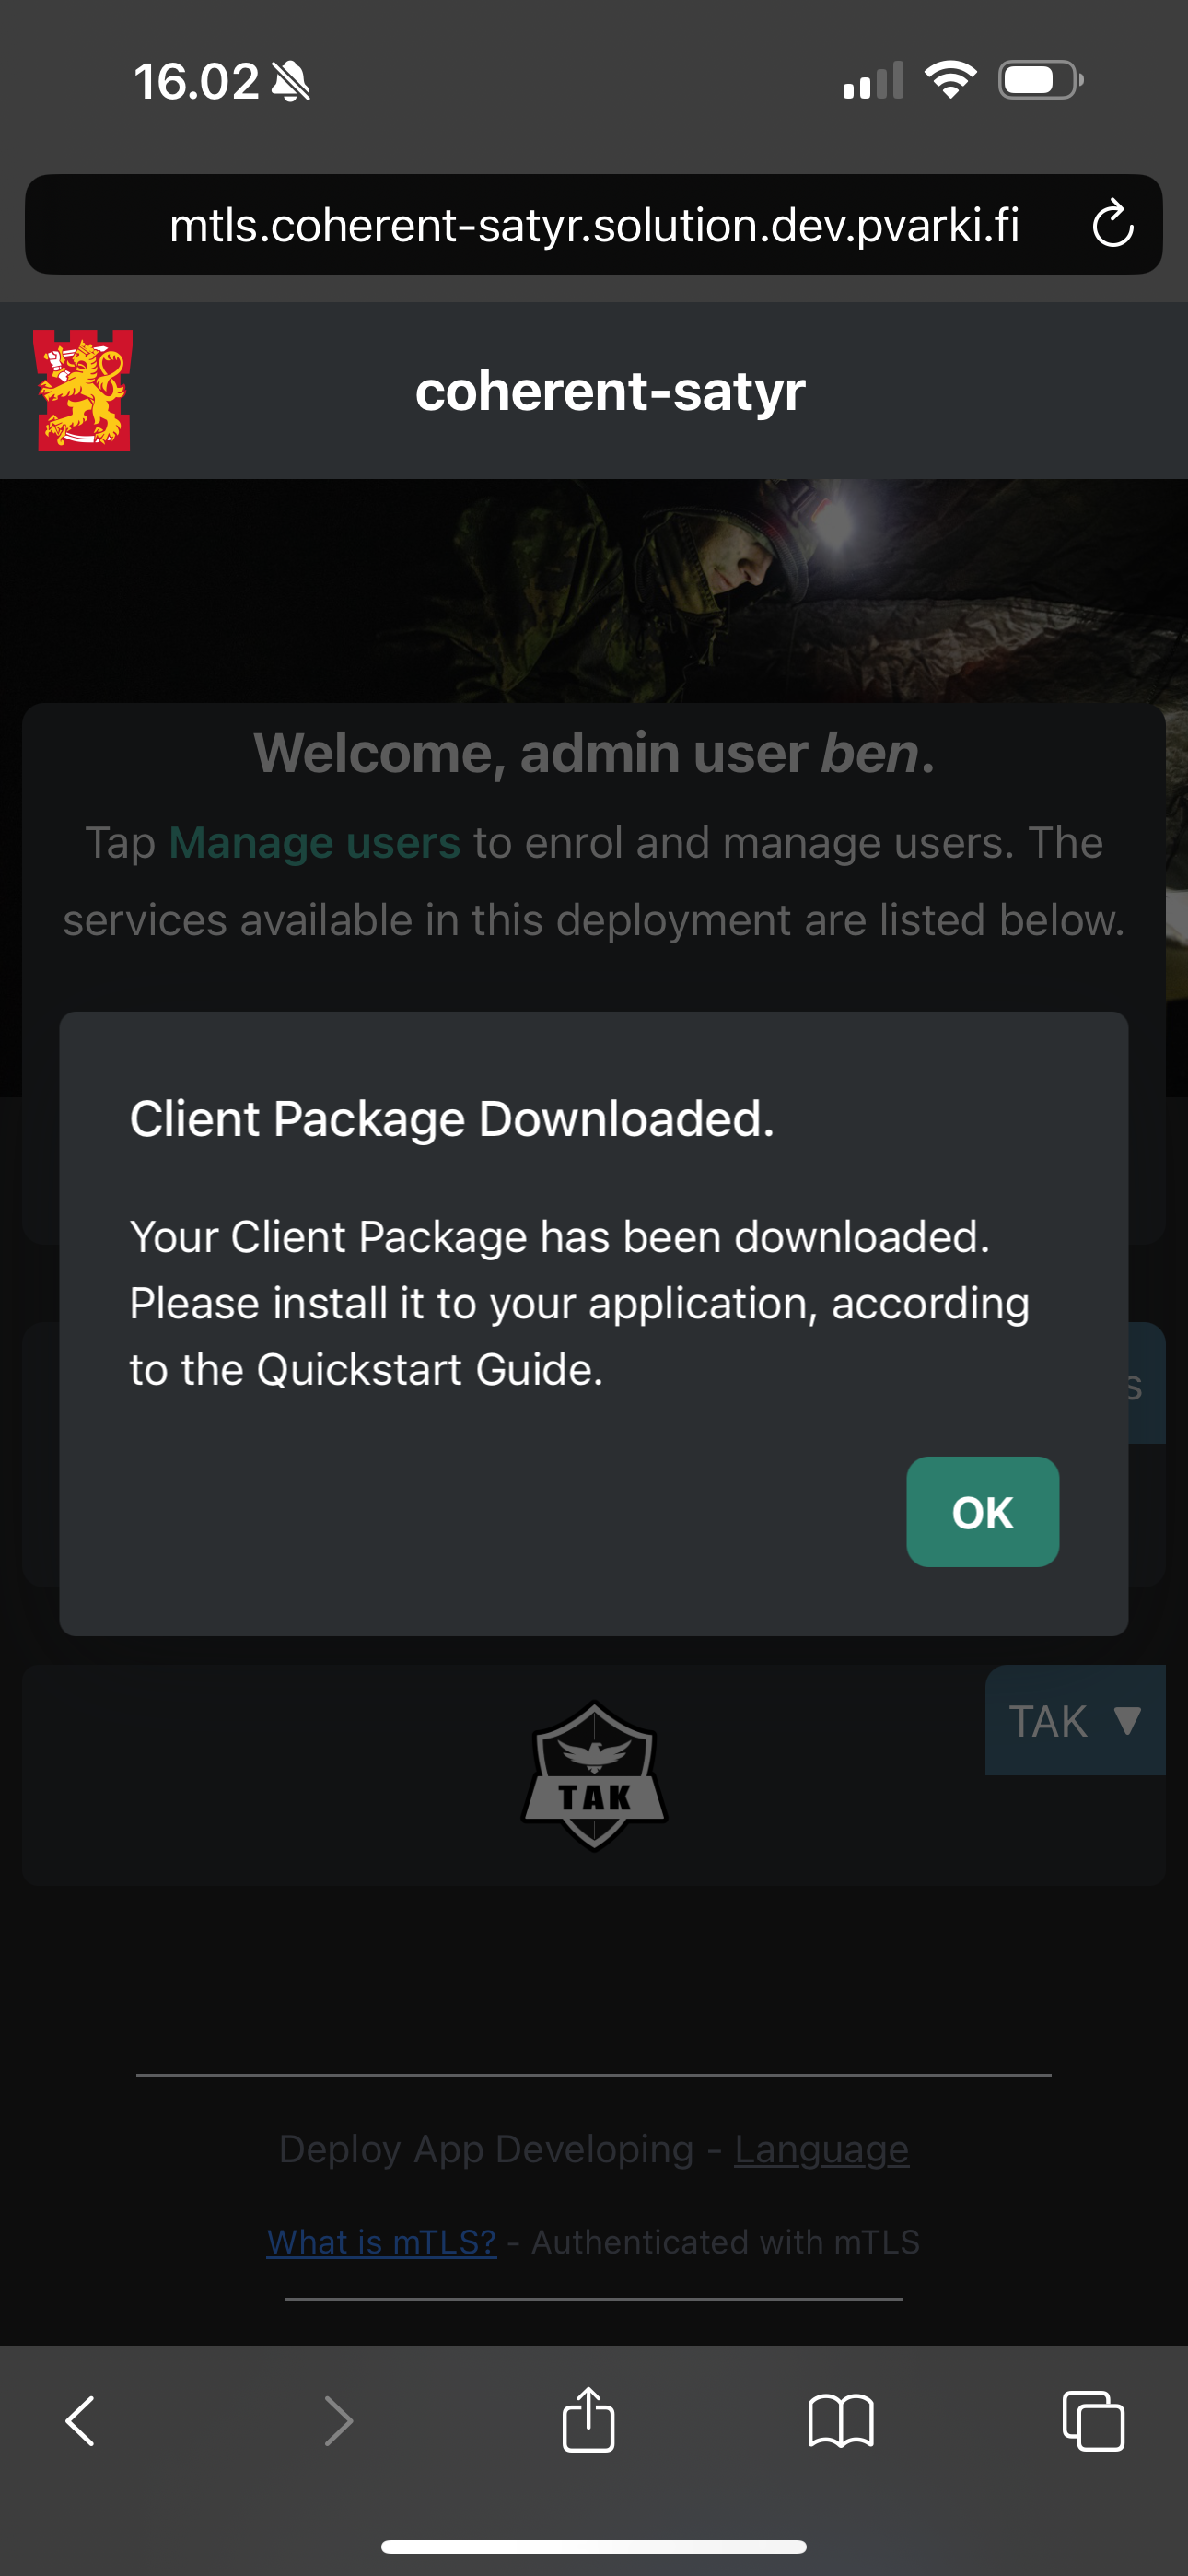 16.02
mtls.coherent-satyr.solution.dev.pvarki.fi
coherent-satyr
Welcome, admin user ben.
Tap Manage users to enrol and manage users. The
services available in this deployment are listed below.
Client Package Downloaded.
Your Client Package has been downloaded.
Please install it to your application, according
to the Quickstart Guide.
s
OK
TAK ▼
TAK
Deploy App Developing - Language
What is mTLS? - Authenticated with mTLS